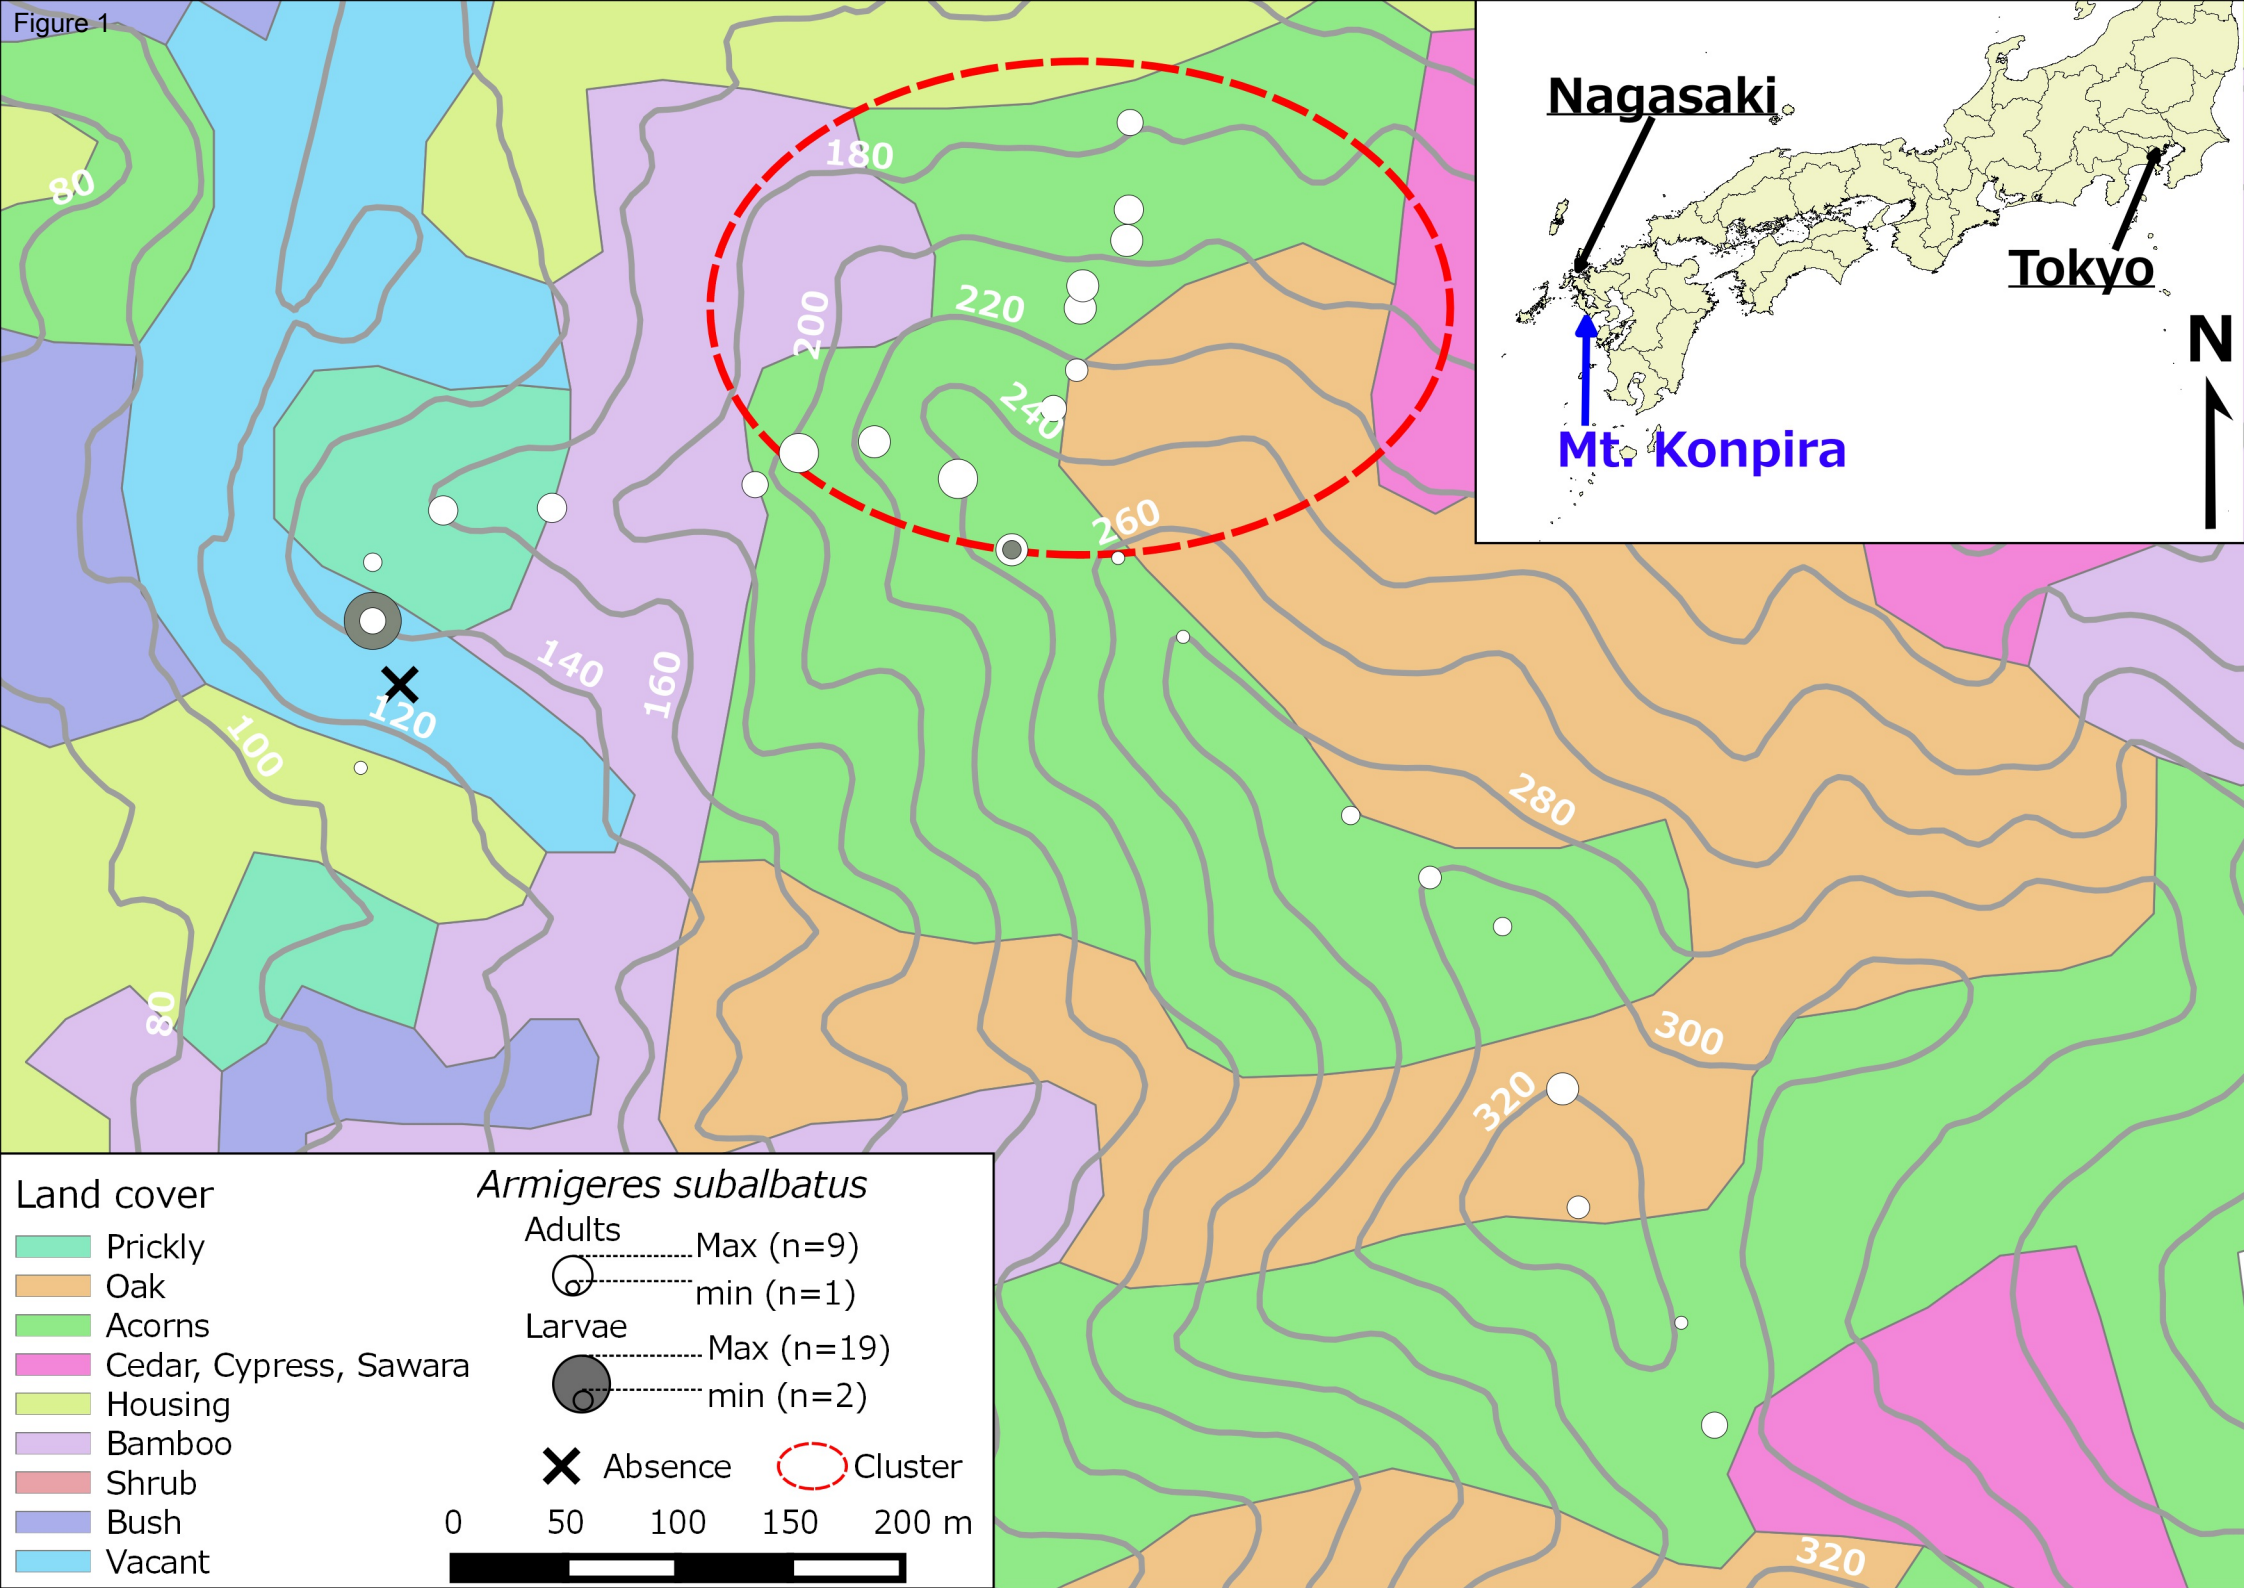 Figure 1
80
180
200
220
240
260
140
160
120
100
280
80
300
320
320
Nagasaki
Tokyo
Mt. Konpira
N
Land cover
Prickly
Oak
Acorns
Cedar, Cypress, Sawara
Housing
Bamboo
Shrub
Bush
Vacant
Armigeres subalbatus
Adults
Max (n=9)
min (n=1)
Larvae
Max (n=19)
min (n=2)
Absence
Cluster
0 50 100 150 200 m